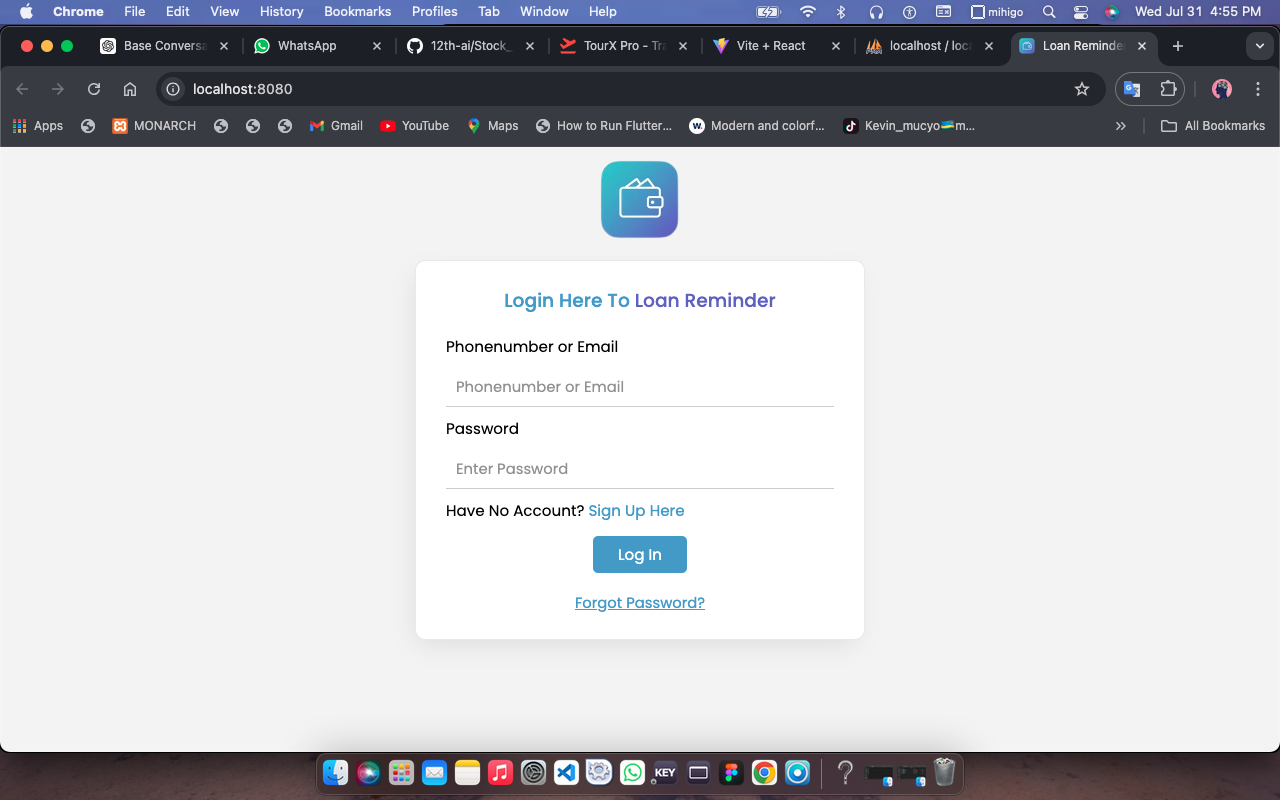 Chrome File Edit View History Bookmarks Profiles Tab Window Help mihigo Wed Jul 31 4:55 PM
Base Conversa WhatsApp 12th-ai/Stock_ TourX Pro - Tra Vite + React localhost / loca Loan Reminde
localhost:8080
Apps MONARCH Gmail YouTube Maps How to Run Flutter... W. Modern and colorf... Kevin_mucyo🇷🇼m... » All Bookmarks
Login Here To Loan Reminder
Phonenumber or Email
Phonenumber or Email
Password
Enter Password
Have No Account? Sign Up Here
Log In
Forgot Password?
KEY